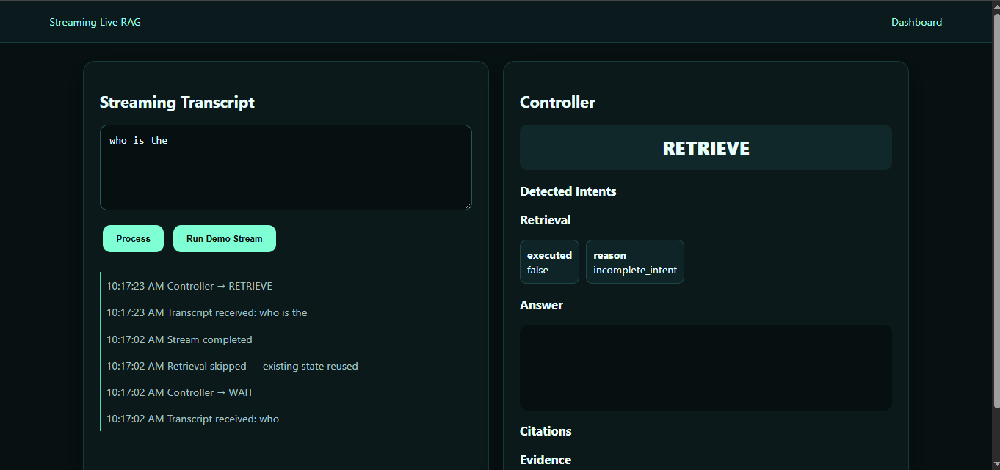 Streaming Live RAG
Dashboard
Streaming Transcript
who is the
Process
Run Demo Stream
10:17:23 AM Controller → RETRIEVE
10:17:23 AM Transcript received: who is the
10:17:02 AM Stream completed
10:17:02 AM Retrieval skipped — existing state reused
10:17:02 AM Controller → WAIT
10:17:02 AM Transcript received: who
Controller
RETRIEVE
Detected Intents
Retrieval
executed
false
reason
incomplete_intent
Answer
Citations
Evidence